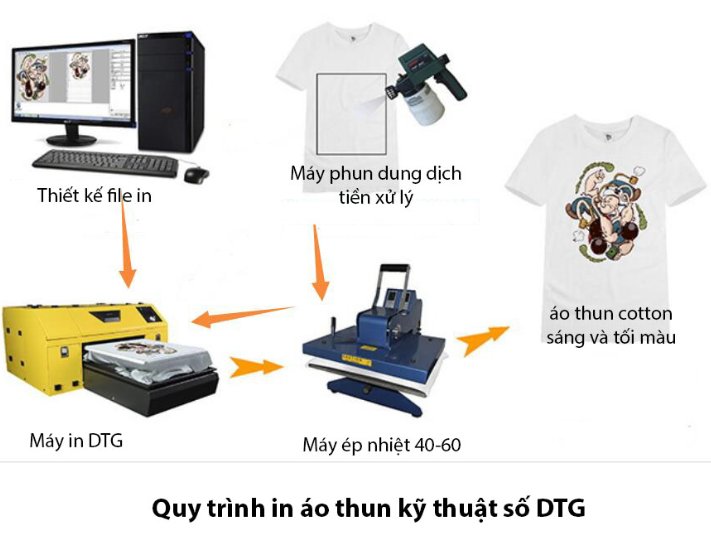 Thiết kế file in
Máy phun dung dịch
tiền xử lý
áo thun cotton
sáng và tối màu
Máy in DTG
Máy ép nhiệt 40-60
Quy trình in áo thun kỹ thuật số DTG